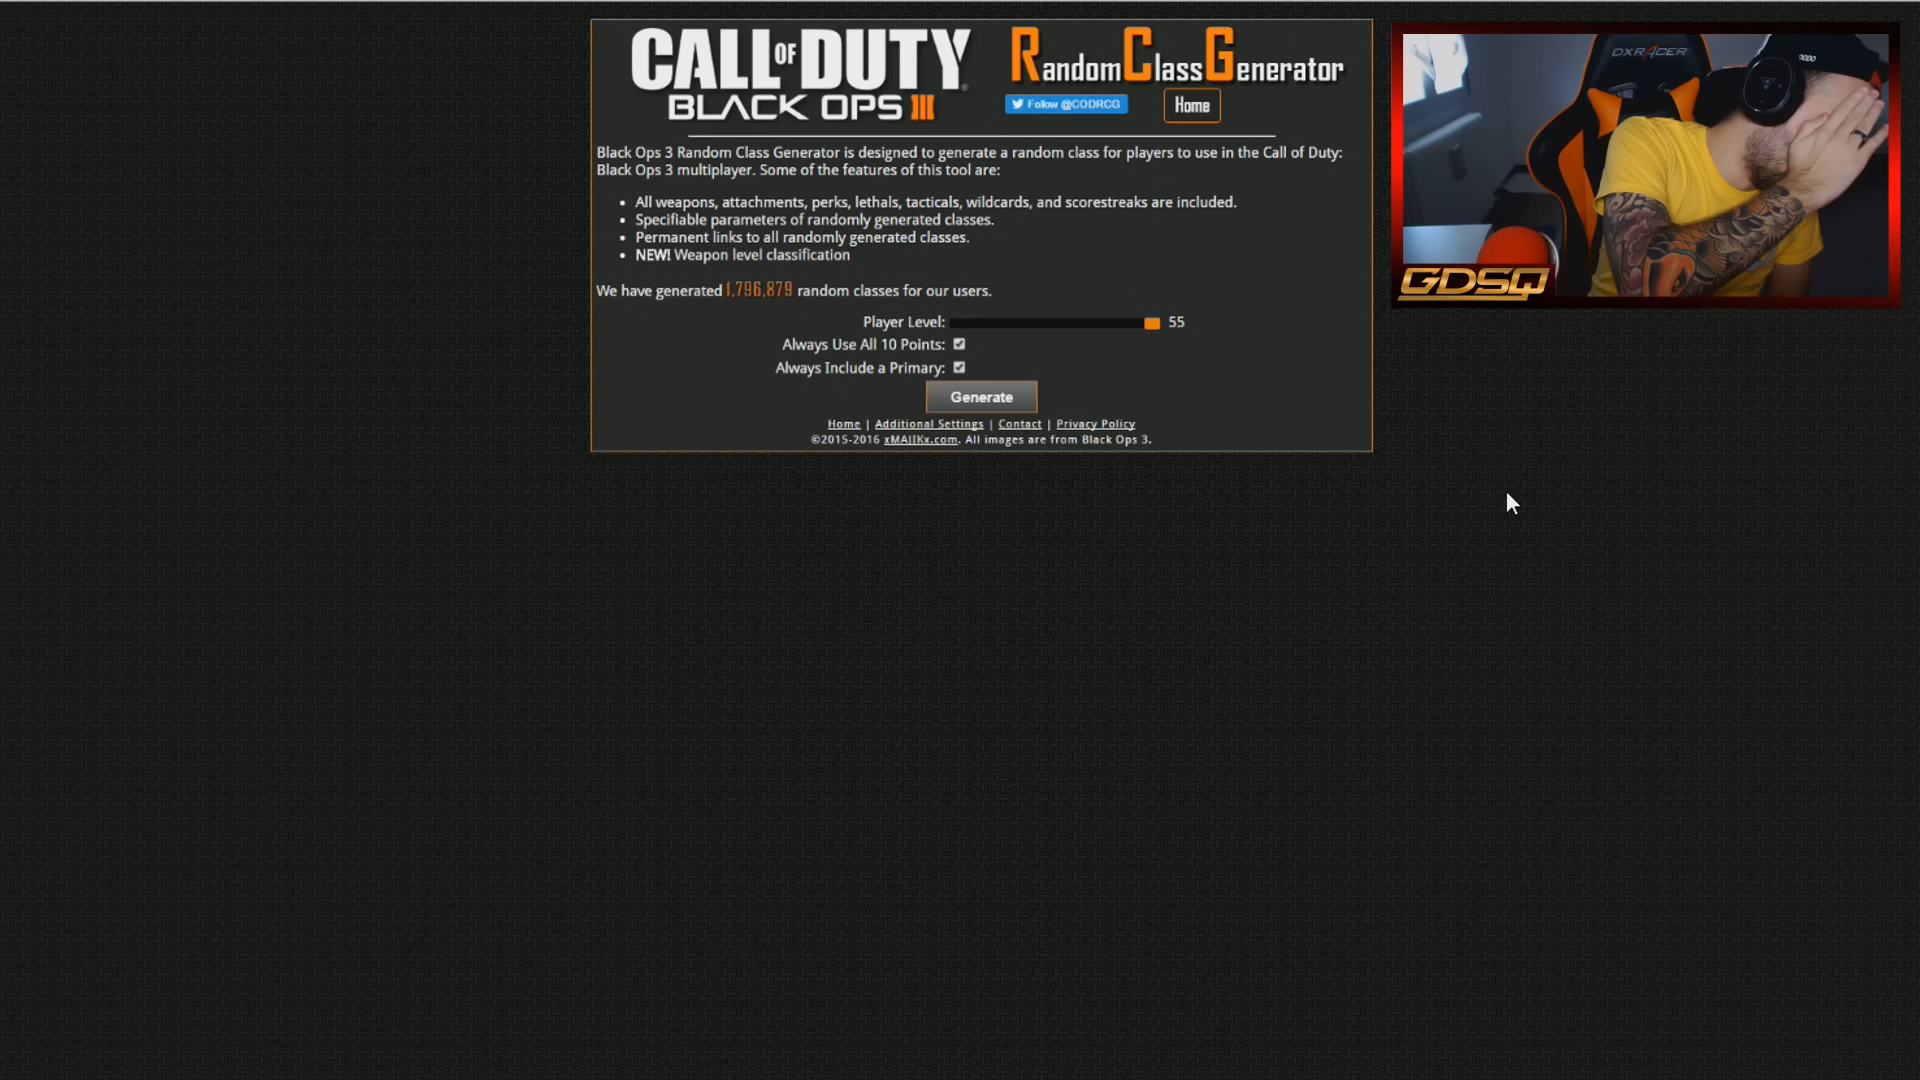 CALL OF DUTY
BLACK OPS III
RandomClassGenerator
Follow @CODRCG
Home
Black Ops 3 Random Class Generator is designed to generate a random class for players to use in the Call of Duty:
Black Ops 3 multiplayer. Some of the features of this tool are:
All weapons, attachments, perks, lethals, tacticals, wildcards, and scorestreaks are included.
Specifiable parameters of randomly generated classes.
Permanent links to all randomly generated classes.
NEW! Weapon level classification
We have generated 1,796,879 random classes for our users.
Player Level: 55
Always Use All 10 Points:
Always Include a Primary:
Generate
Home | Additional Settings | Contact | Privacy Policy
©2015-2016 xMAJIKx.com. All images are from Black Ops 3.
DXRACER
GDSQ